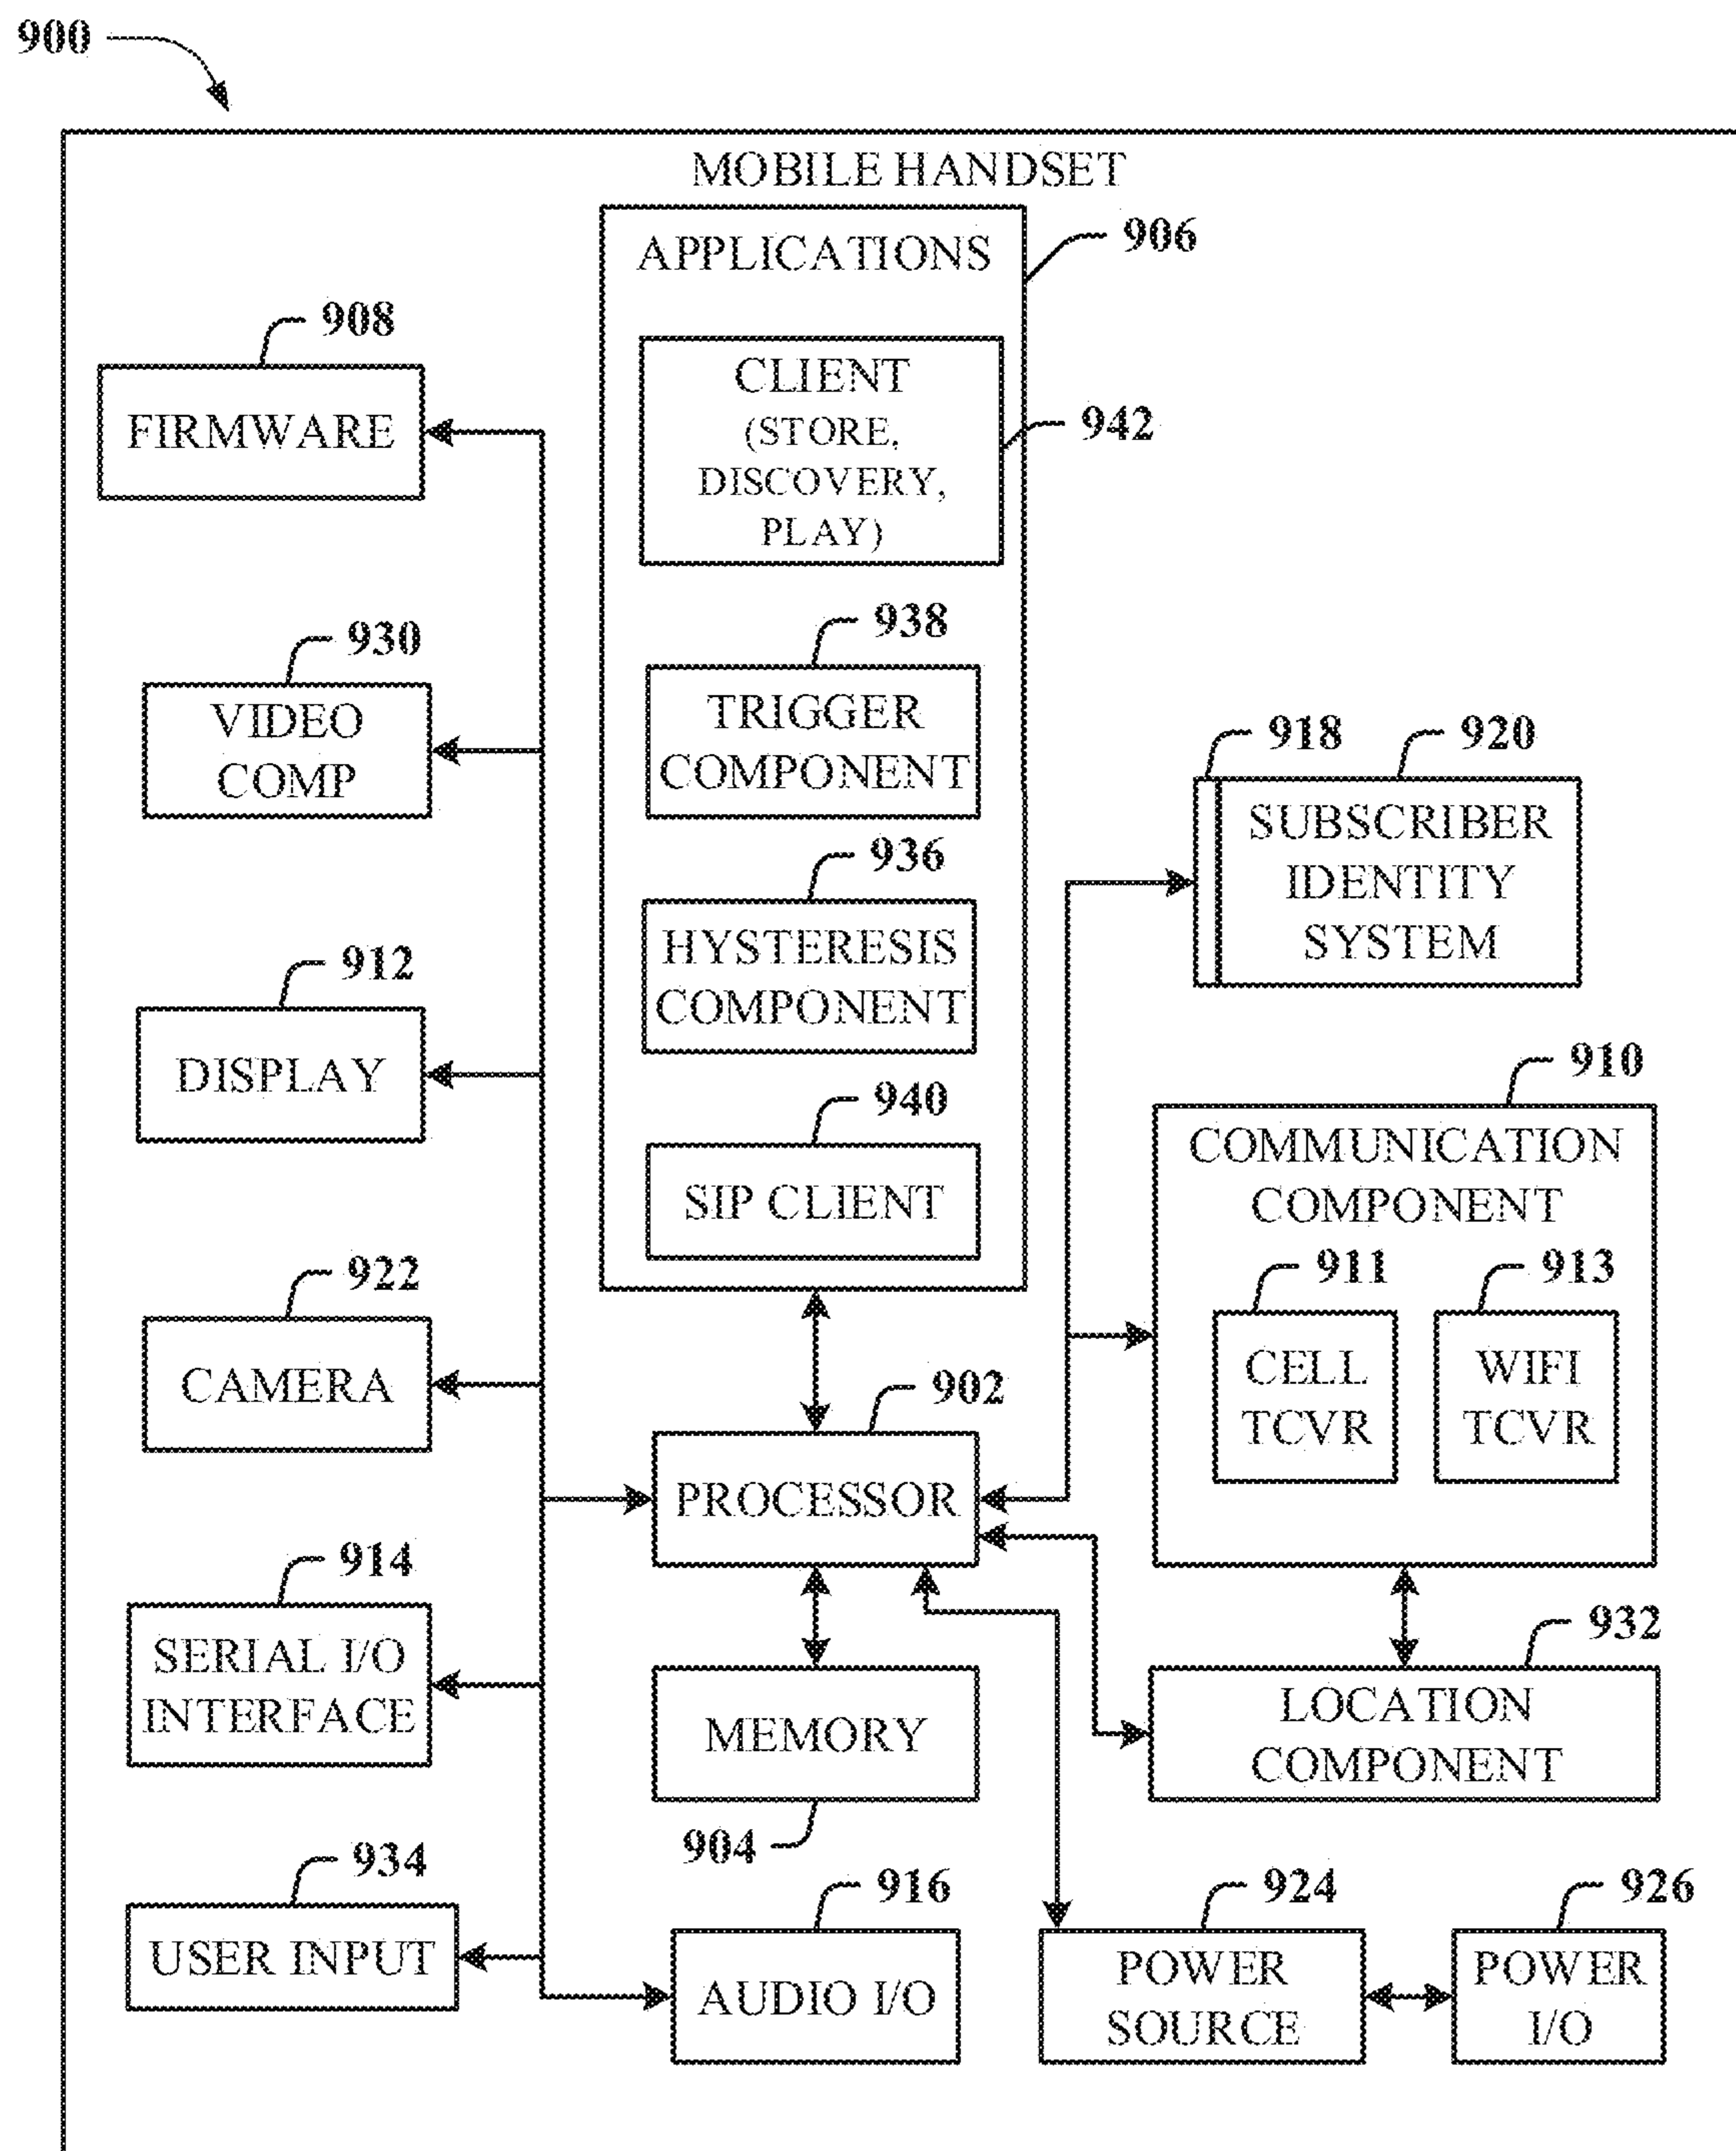 900
MOBILE HANDSET
APPLICATIONS
906
CLIENT
(STORE,
DISCOVERY,
PLAY)
942
908
FIRMWARE
930
VIDEO
COMP
938
TRIGGER
COMPONENT
918
920
SUBSCRIBER
IDENTITY
SYSTEM
936
HYSTERESIS
COMPONENT
912
DISPLAY
940
SIP CLIENT
910
COMMUNICATION
COMPONENT
911
CELL
TCVR
913
WIFI
TCVR
922
CAMERA
902
PROCESSOR
914
SERIAL I/O
INTERFACE
MEMORY
904
932
LOCATION
COMPONENT
934
USER INPUT
916
AUDIO I/O
924
POWER
SOURCE
926
POWER
I/O